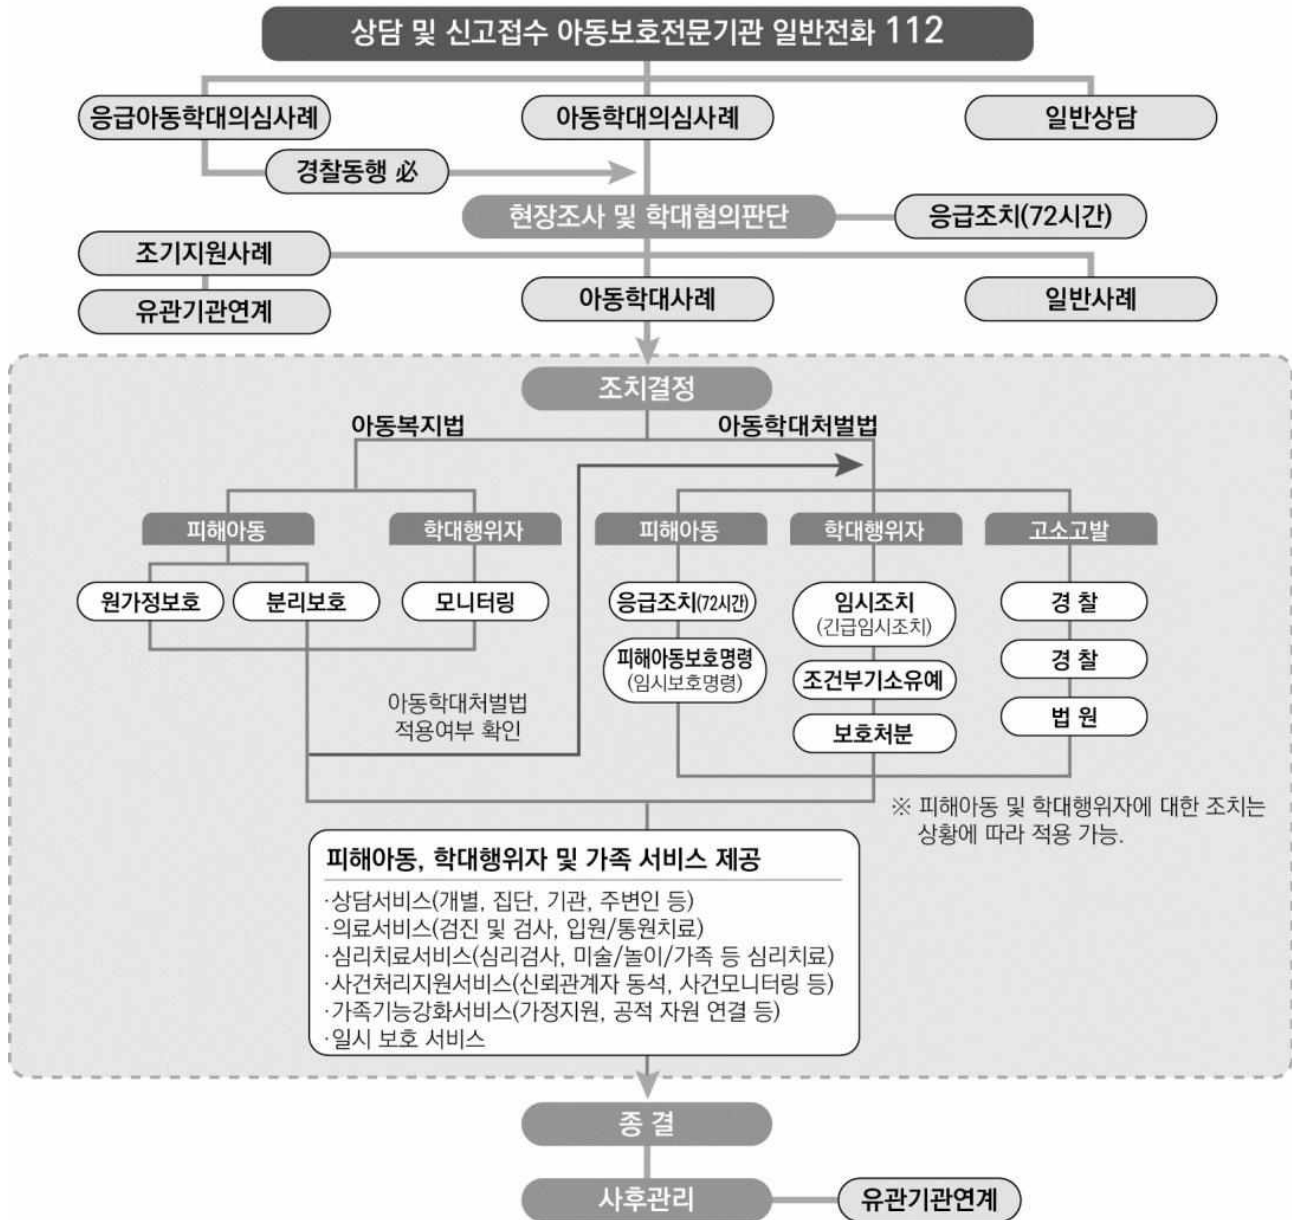 상담 및 신고접수 아동보호전문기관 일반전화 112
응급아동학대의심사례
아동학대의심사례
일반상담
경찰동행 必
현장조사 및 학대혐의판단
응급조치(72시간)
조기지원사례
유관기관연계
아동학대사례
일반사례
조치결정
아동복지법
아동학대처벌법
피해아동
학대행위자
피해아동
학대행위자
고소고발
원가정보호
분리보호
모니터링
응급조치(72시간)
피해아동보호명령
(임시보호명령)
임시조치
(긴급임시조치)
조건부기소유예
보호처분
경 찰
경 찰
법 원
아동학대처벌법
적용여부 확인
※ 피해아동 및 학대행위자에 대한 조치는
상황에 따라 적용 가능.
피해아동, 학대행위자 및 가족 서비스 제공
·상담서비스(개별, 집단, 기관, 주변인 등)
·의료서비스(검진 및 검사, 입원/통원치료)
·심리치료서비스(심리검사, 미술/놀이/가족 등 심리치료)
·사건처리지원서비스(신뢰관계자 동석, 사건모니터링 등)
·가족기능강화서비스(가정지원, 공적 자원 연결 등)
·일시 보호 서비스
종 결
사후관리
유관기관연계